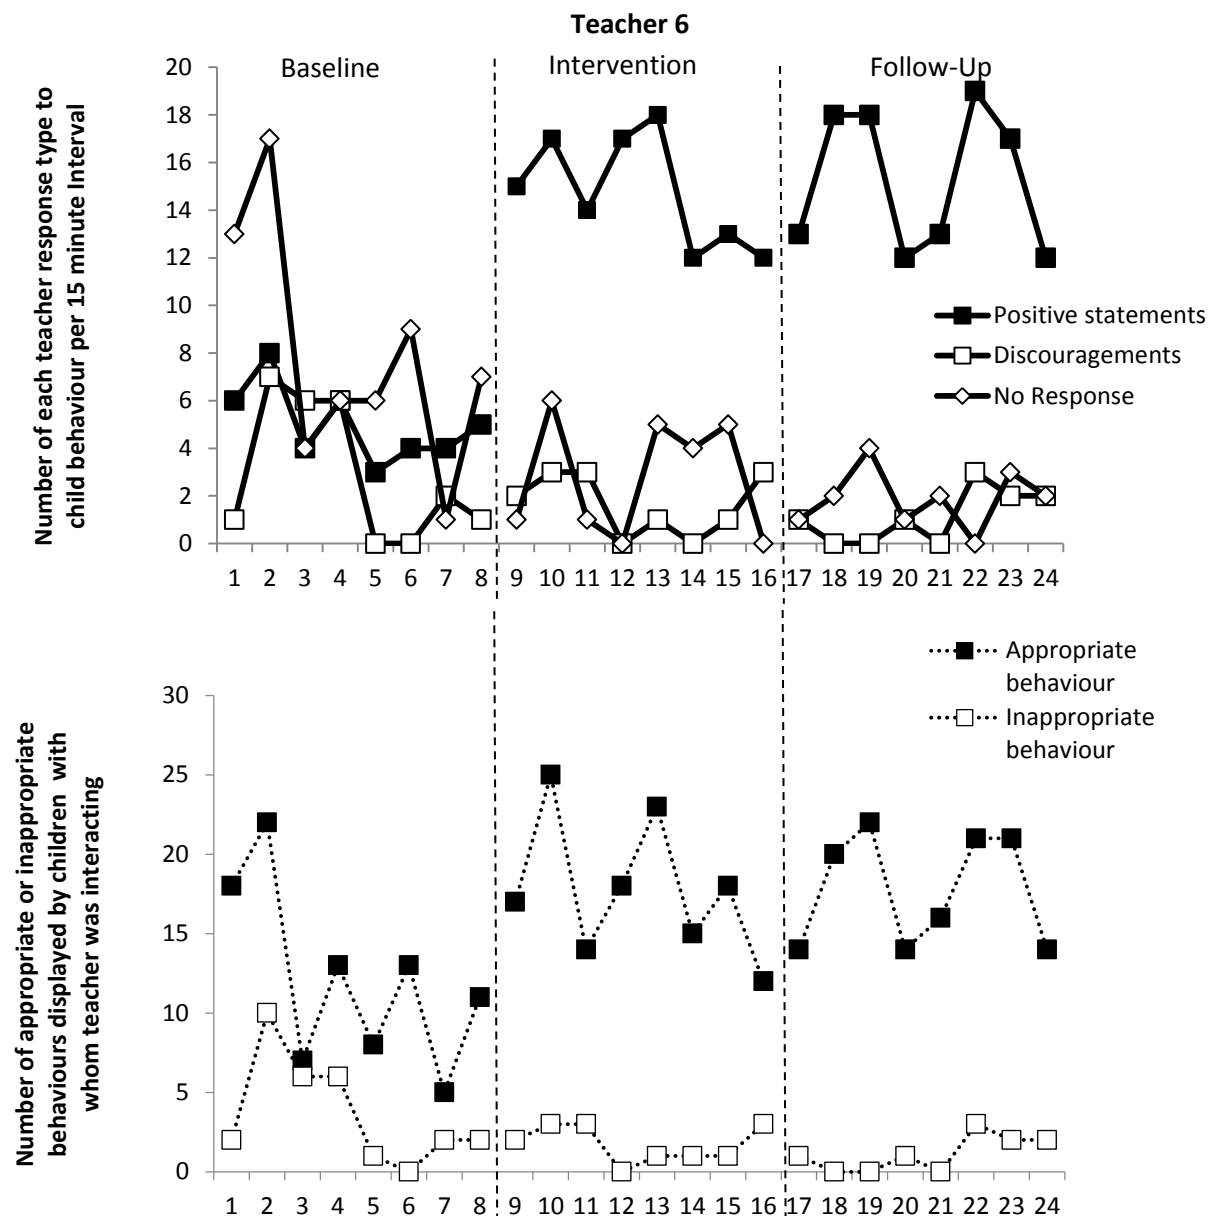 Teacher 6
Baseline
Intervention
Follow-Up
Number of each teacher response type to
child behaviour per 15 minute Interval
20
18
16
14
12
10
8
6
4
2
0
Positive statements
Discouragements
No Response
1 2 3 4 5 6 7 8 9 10 11 12 13 14 15 16 17 18 19 20 21 22 23 24
Appropriate
behaviour
Inappropriate
behaviour
Number of appropriate or inappropriate
behaviours displayed by children with
whom teacher was interacting
30
25
20
15
10
5
0
1 2 3 4 5 6 7 8 9 10 11 12 13 14 15 16 17 18 19 20 21 22 23 24